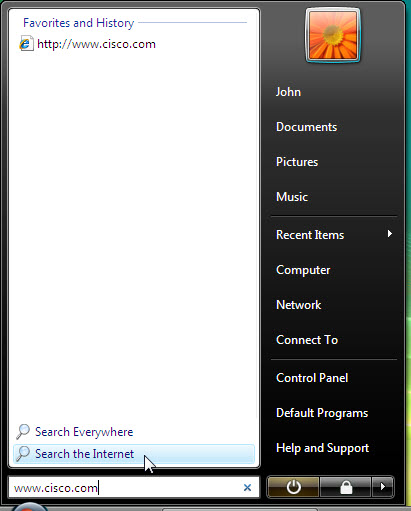 Favorites and History
http://www.cisco.com
Search Everywhere
Search the Internet
www.cisco.com
John
Documents
Pictures
Music
Recent Items
Computer
Network
Connect To
Control Panel
Default Programs
Help and Support